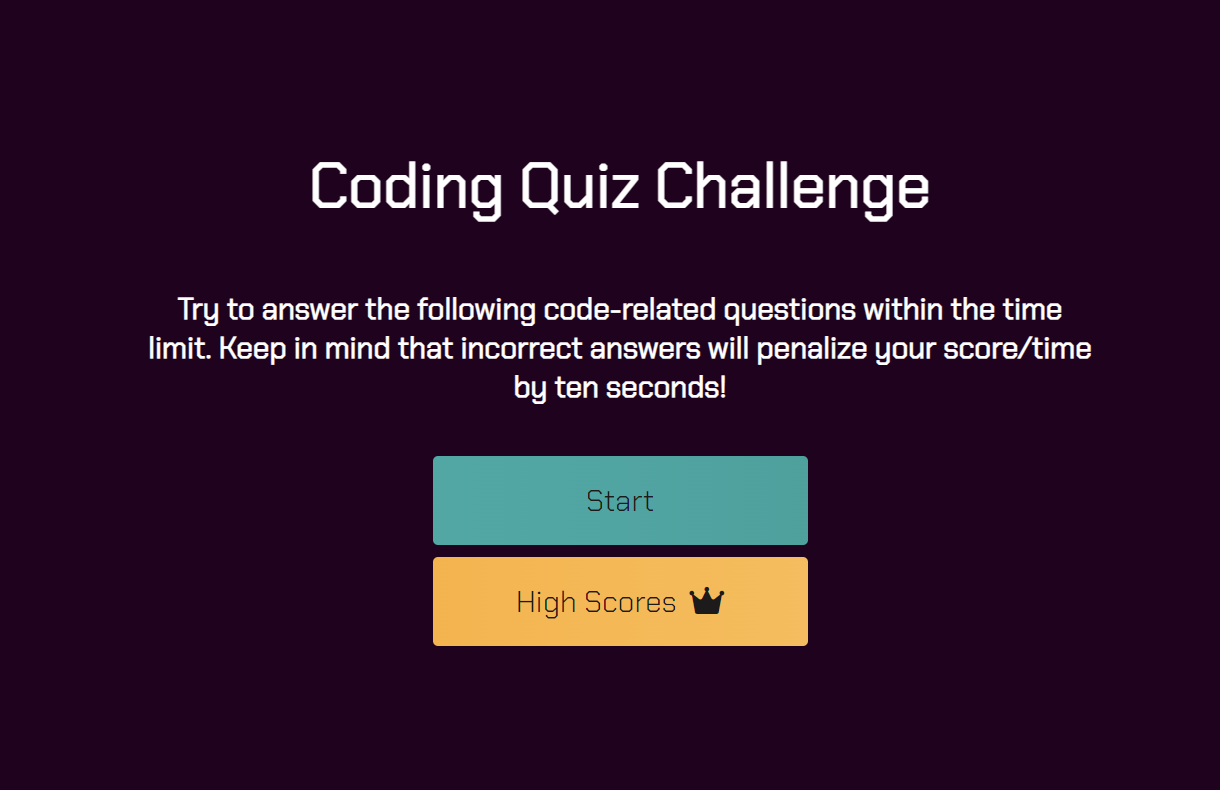 Coding Quiz Challenge
Try to answer the following code-related questions within the time
limit. Keep in mind that incorrect answers will penalize your score/time
by ten seconds!
Start
High Scores